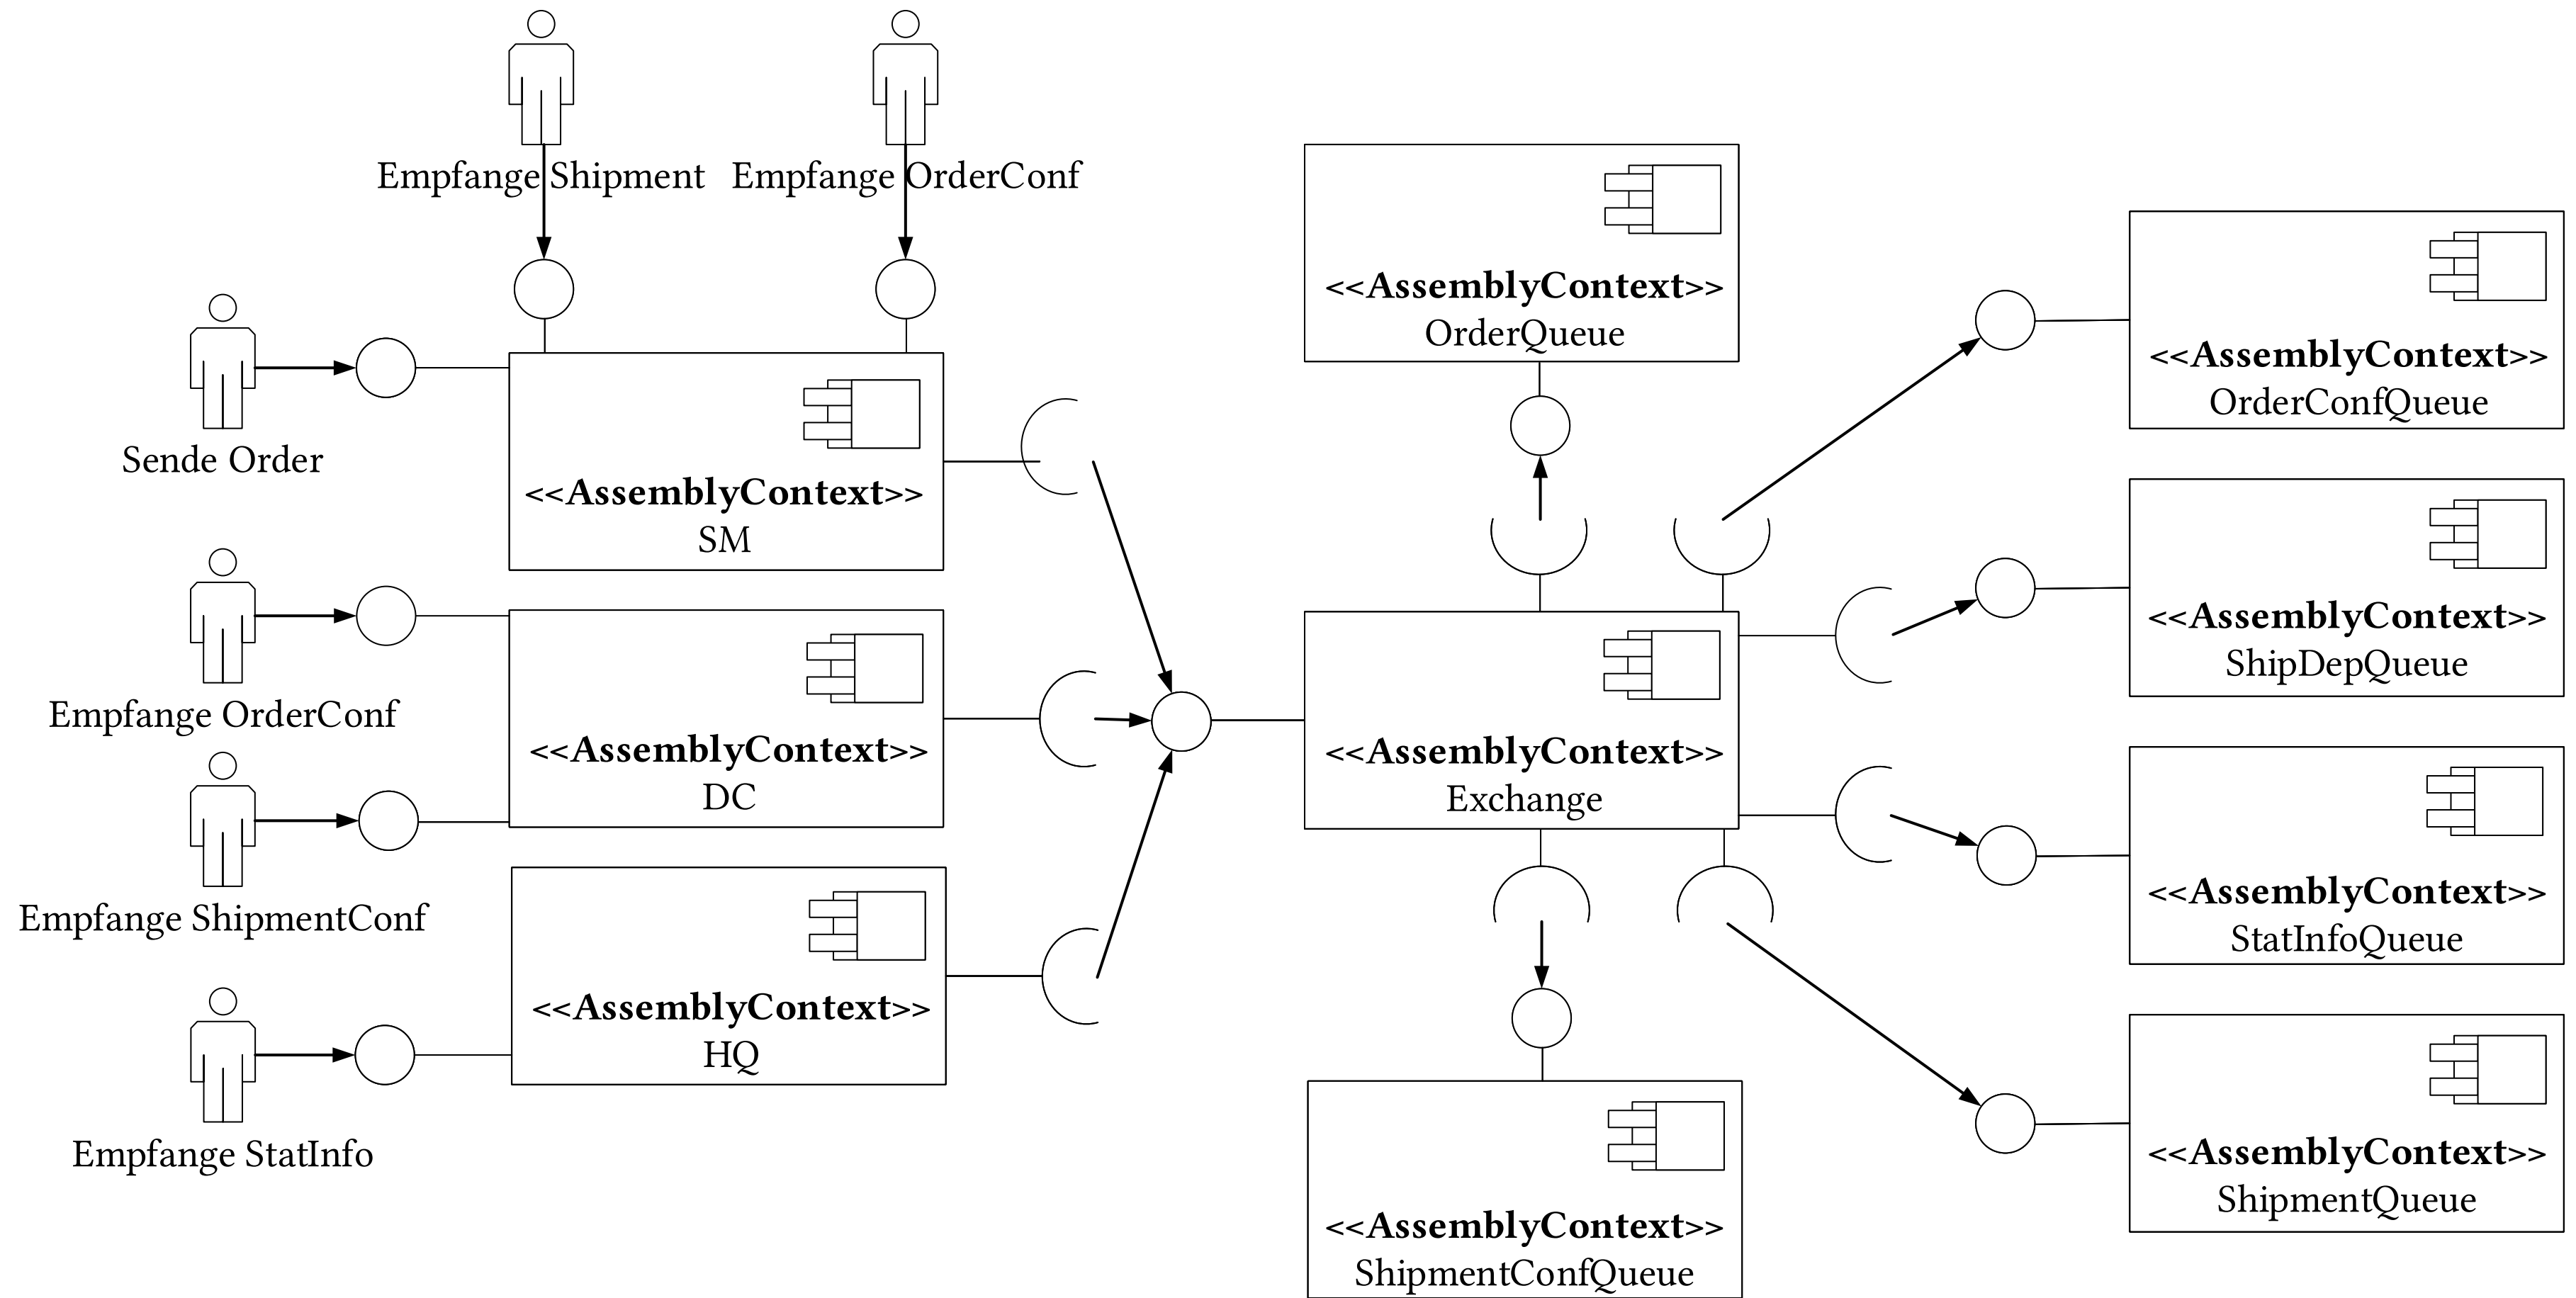 Empfange Shipment
Empfange OrderConf
Sende Order
<<AssemblyContext>>
SM
Empfange OrderConf
<<AssemblyContext>>
DC
Empfange ShipmentConf
<<AssemblyContext>>
HQ
Empfange StatInfo
<<AssemblyContext>>
OrderQueue
<<AssemblyContext>>
Exchange
<<AssemblyContext>>
ShipmentConfQueue
<<AssemblyContext>>
OrderConfQueue
<<AssemblyContext>>
ShipDepQueue
<<AssemblyContext>>
StatInfoQueue
<<AssemblyContext>>
ShipmentQueue